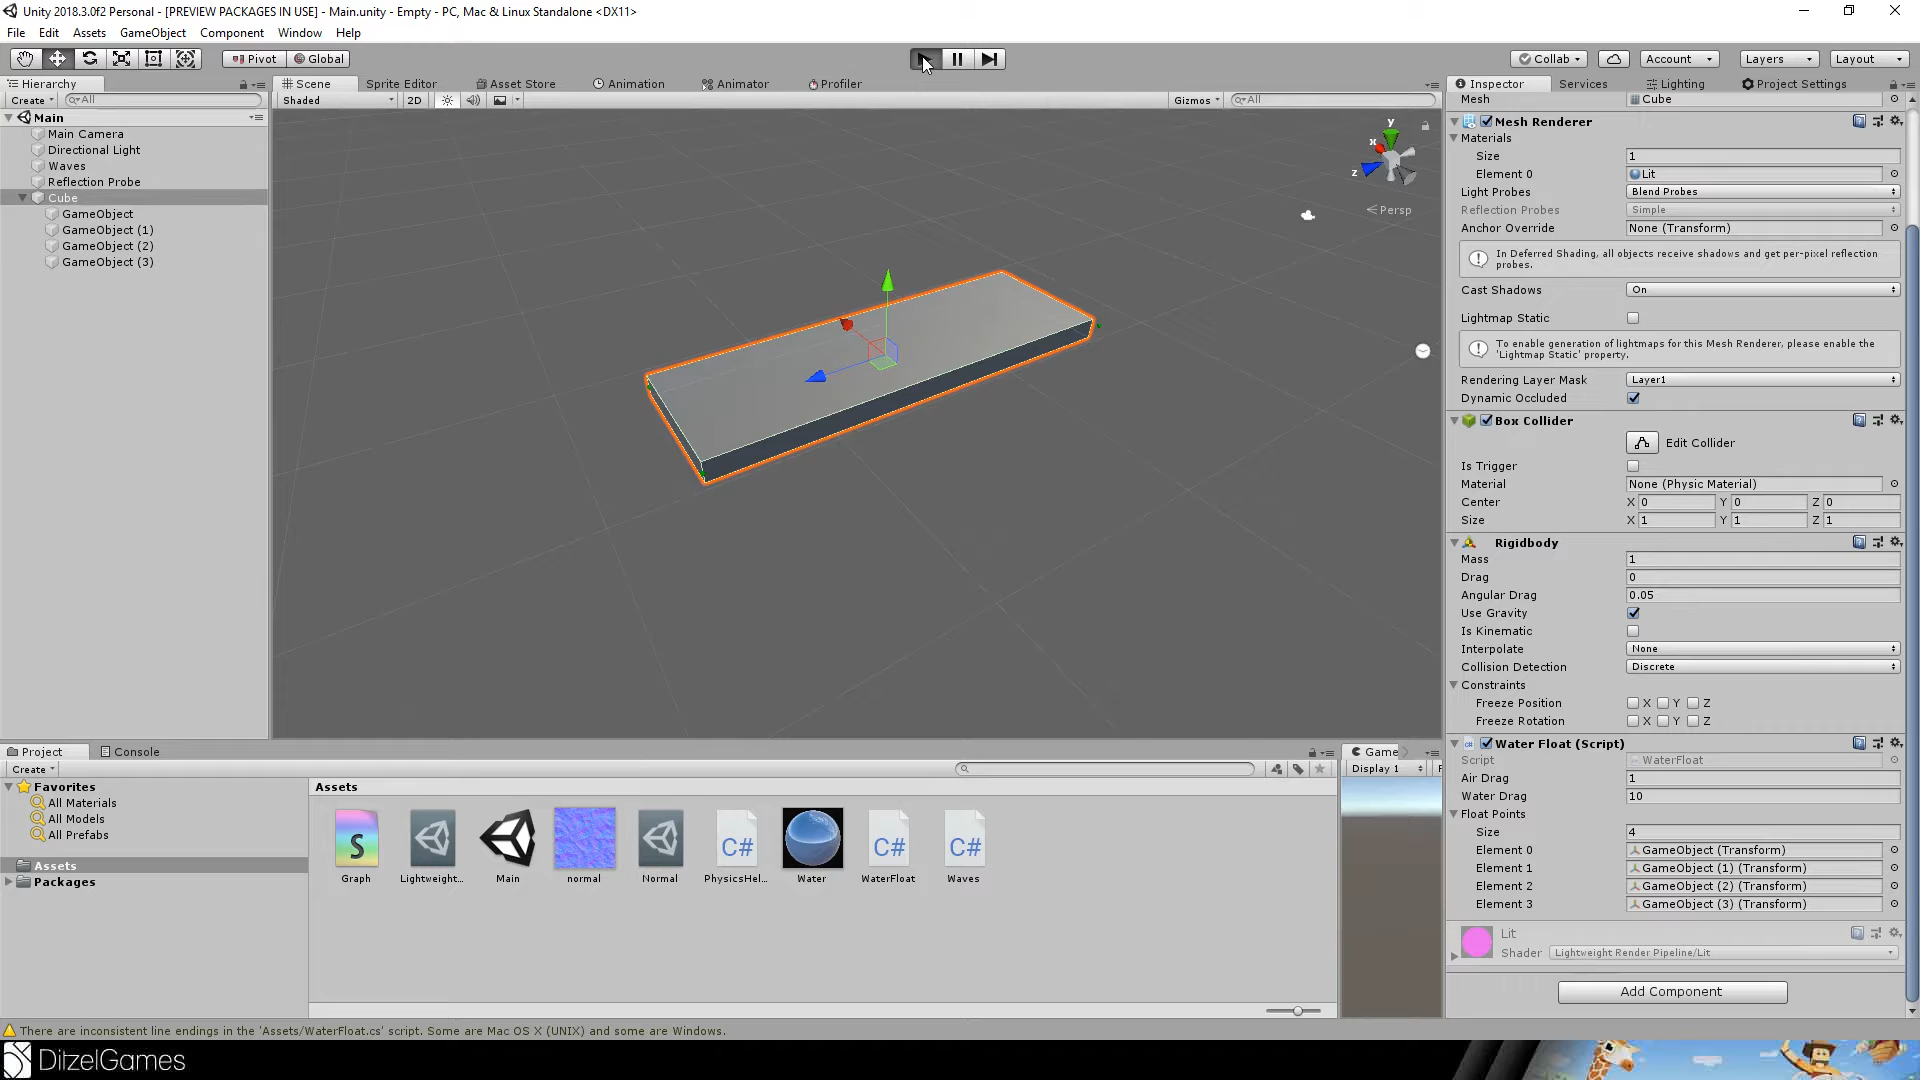 Unity 2018.3.0f2 Personal - [PREVIEW PACKAGES IN USE] - Main.unity - Empty - PC, Mac & Linux Standalone <DX11>
File Edit Assets GameObject Component Window Help
Pivot Global Collab Account Layers Layout
Hierarchy Scene Sprite Editor Asset Store Animation Animator Profiler Inspector Services Lighting Project Settings
Create All Shaded 2D Gizmos All
Mesh Cube
Main
Main Camera
Directional Light
Waves
Reflection Probe
Cube
GameObject
GameObject (1)
GameObject (2)
GameObject (3)
y
x
z
Persp
Mesh Renderer
Materials
Size 1
Element 0 Lit
Light Probes Blend Probes
Reflection Probes Simple
Anchor Override None (Transform)
In Deferred Shading, all objects receive shadows and get per-pixel reflection
probes.
Cast Shadows On
Lightmap Static
To enable generation of lightmaps for this Mesh Renderer, please enable the
'Lightmap Static' property.
Rendering Layer Mask Layer1
Dynamic Occluded
Box Collider
Edit Collider
Is Trigger
Material None (Physic Material)
Center X 0 Y 0 Z 0
Size X 1 Y 1 Z 1
Rigidbody
Mass 1
Drag 0
Angular Drag 0.05
Use Gravity
Is Kinematic
Interpolate None
Collision Detection Discrete
Constraints
Freeze Position X Y Z
Freeze Rotation X Y Z
Water Float (Script)
Script WaterFloat
Air Drag 1
Water Drag 10
Float Points
Size 4
Element 0 GameObject (Transform)
Element 1 GameObject (1) (Transform)
Element 2 GameObject (2) (Transform)
Element 3 GameObject (3) (Transform)
Lit
Shader Lightweight Render Pipeline/Lit
Add Component
Project Console Game
Create Display 1
Favorites
All Materials
All Models
All Prefabs
Assets
Packages
Assets
S C# C# C#
Graph Lightweight... Main normal Normal PhysicsHel... Water WaterFloat Waves
There are inconsistent line endings in the 'Assets/WaterFloat.cs' script. Some are Mac OS X (UNIX) and some are Windows.
DitzelGames